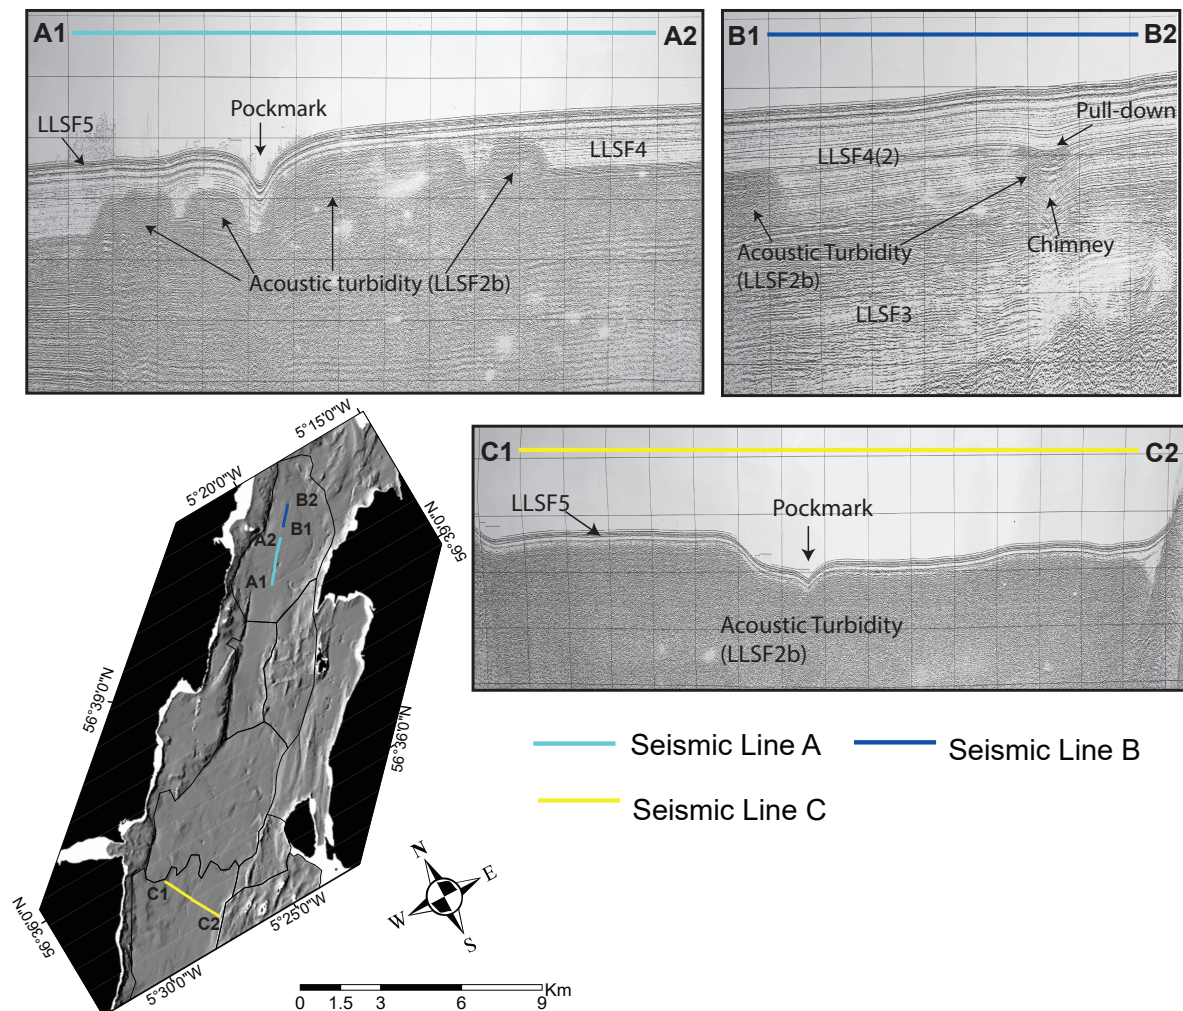 A1
A2
Pockmark
LLSF5
LLSF4
Acoustic turbidity (LLSF2b)
B1
B2
Pull-down
LLSF4(2)
Acoustic Turbidity
(LLSF2b)
Chimney
LLSF3
C1
C2
LLSF5
Pockmark
Acoustic Turbidity
(LLSF2b)
5°15'0"W
5°20'0"W
B2
B1
A2
A1
56°39'0"N
56°39'0"N
56°36'0"N
C1
C2
56°36'0"N
5°25'0"W
5°30'0"W
Seismic Line A
Seismic Line B
Seismic Line C
N
E
W
S
Km
0 1.5 3 6 9